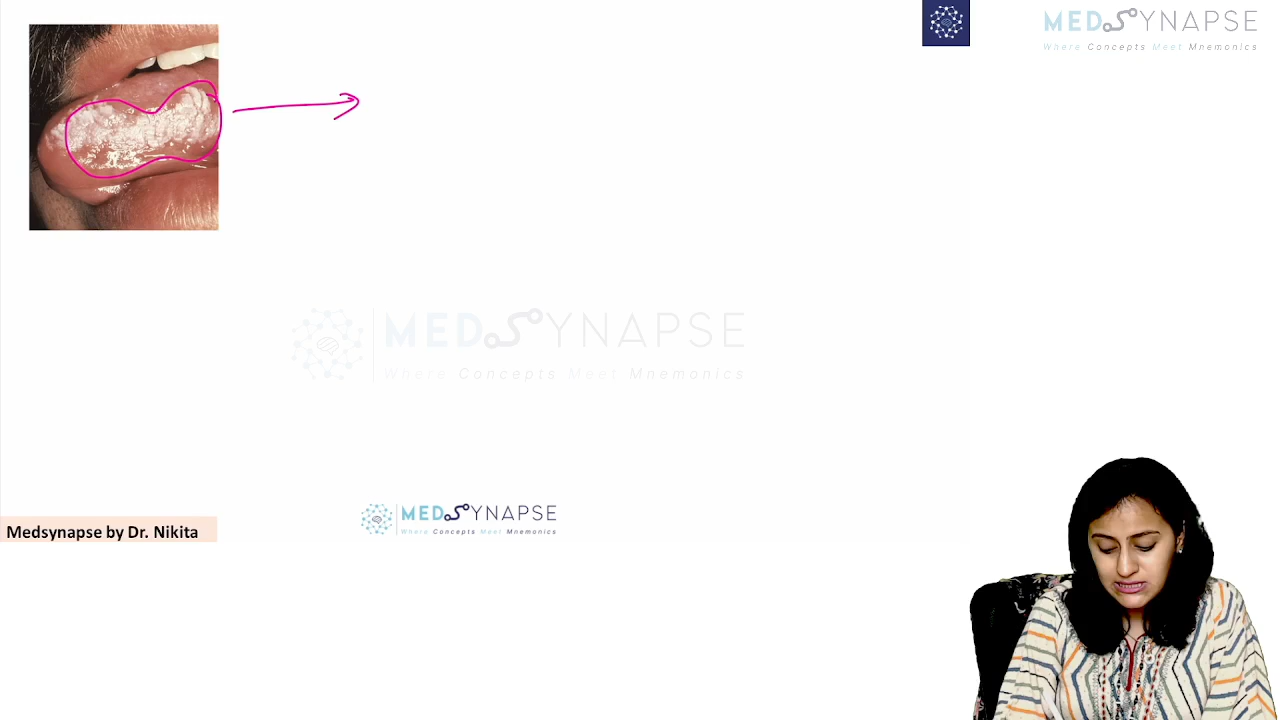 MEDSYNAPSE
Where Concepts Meet Mnemonics
MEDSYNAPSE
Where Concepts Meet Mnemonics
MEDSYNAPSE
Where Concepts Meet Mnemonics
Medsynapse by Dr. Nikita